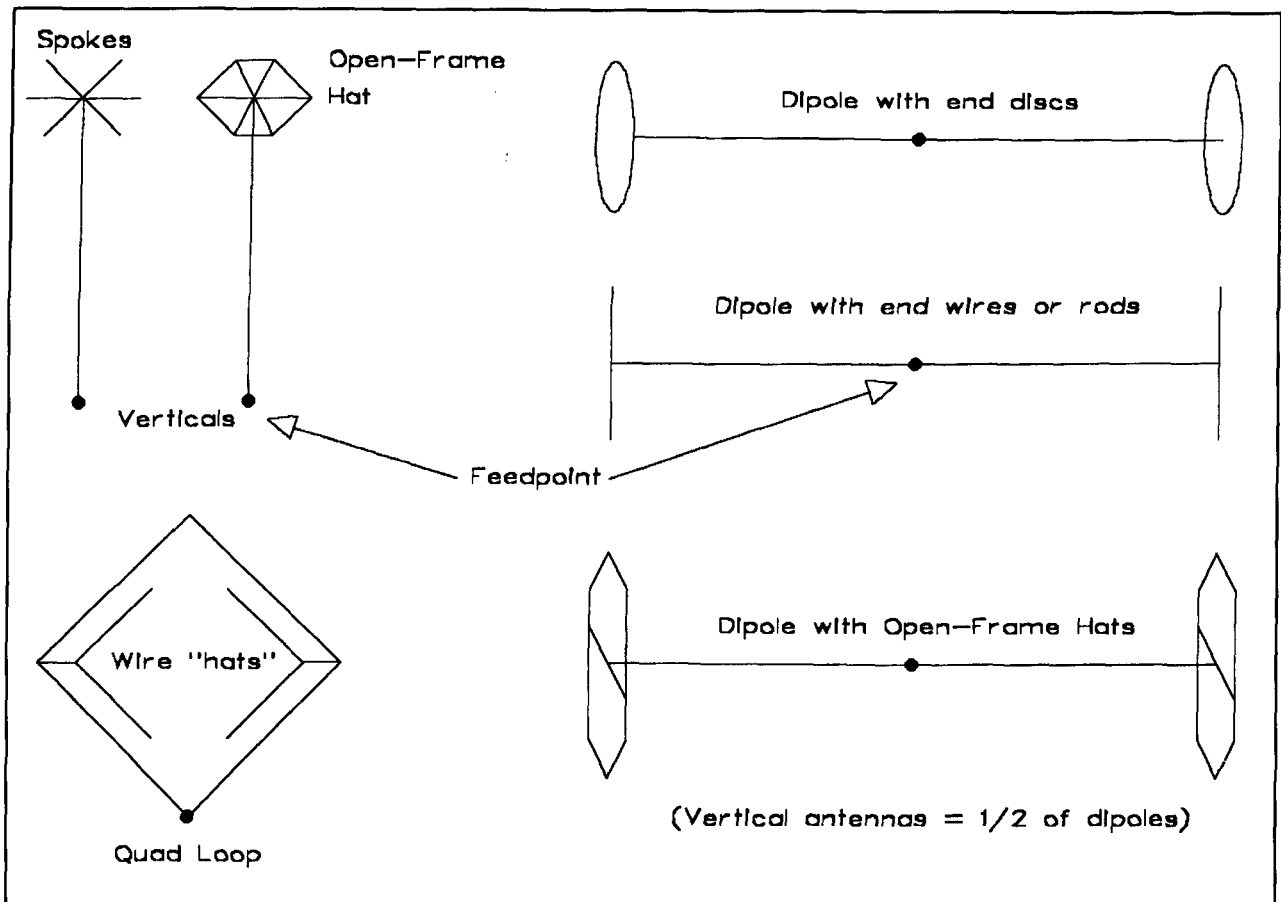 Spokes
Open-Frame
Hat
Dipole with end discs
Dipole with end wires or rods
Verticals
Feedpoint
Wire "hats"
Dipole with Open-Frame Hats
(Vertical antennas = 1/2 of dipoles)
Quad Loop